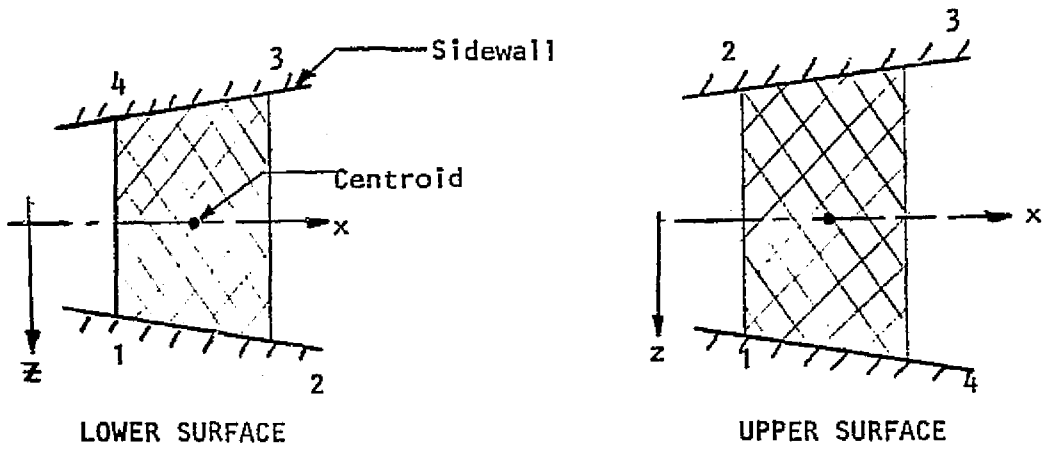 3
2
Sidewall
3
4
Centroid
x
x
Z
z
1
2
1
4
LOWER SURFACE
UPPER SURFACE